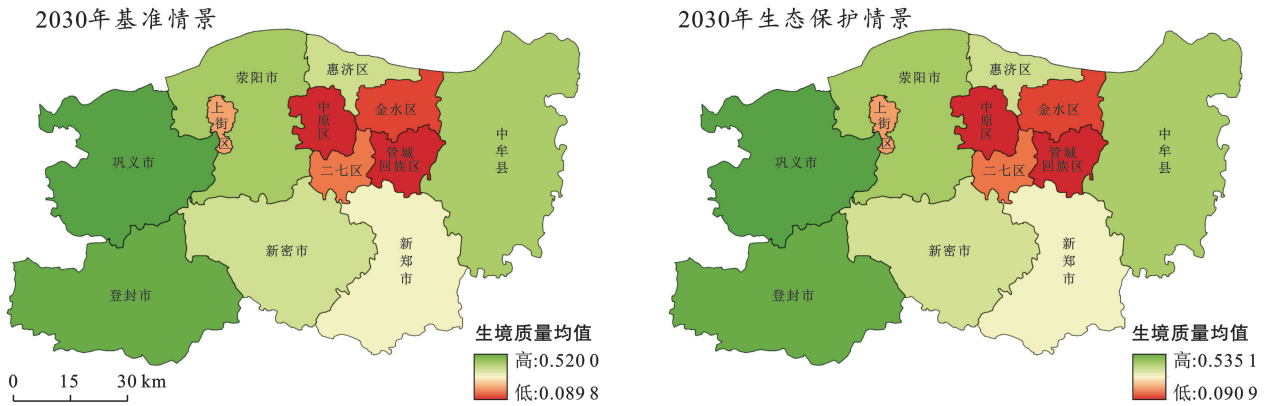 2030年基准情景
惠济区
荥阳市
上街区
中原区
金水区
中牟县
巩义市
管城
回族区
二七区
新密市
新郑市
登封市
生境质量均值
高:0.520 0
低:0.089 8
0 15 30 km
2030年生态保护情景
惠济区
荥阳市
上街区
中原区
金水区
中牟县
巩义市
管城
回族区
二七区
新密市
新郑市
登封市
生境质量均值
高:0.535 1
低:0.090 9